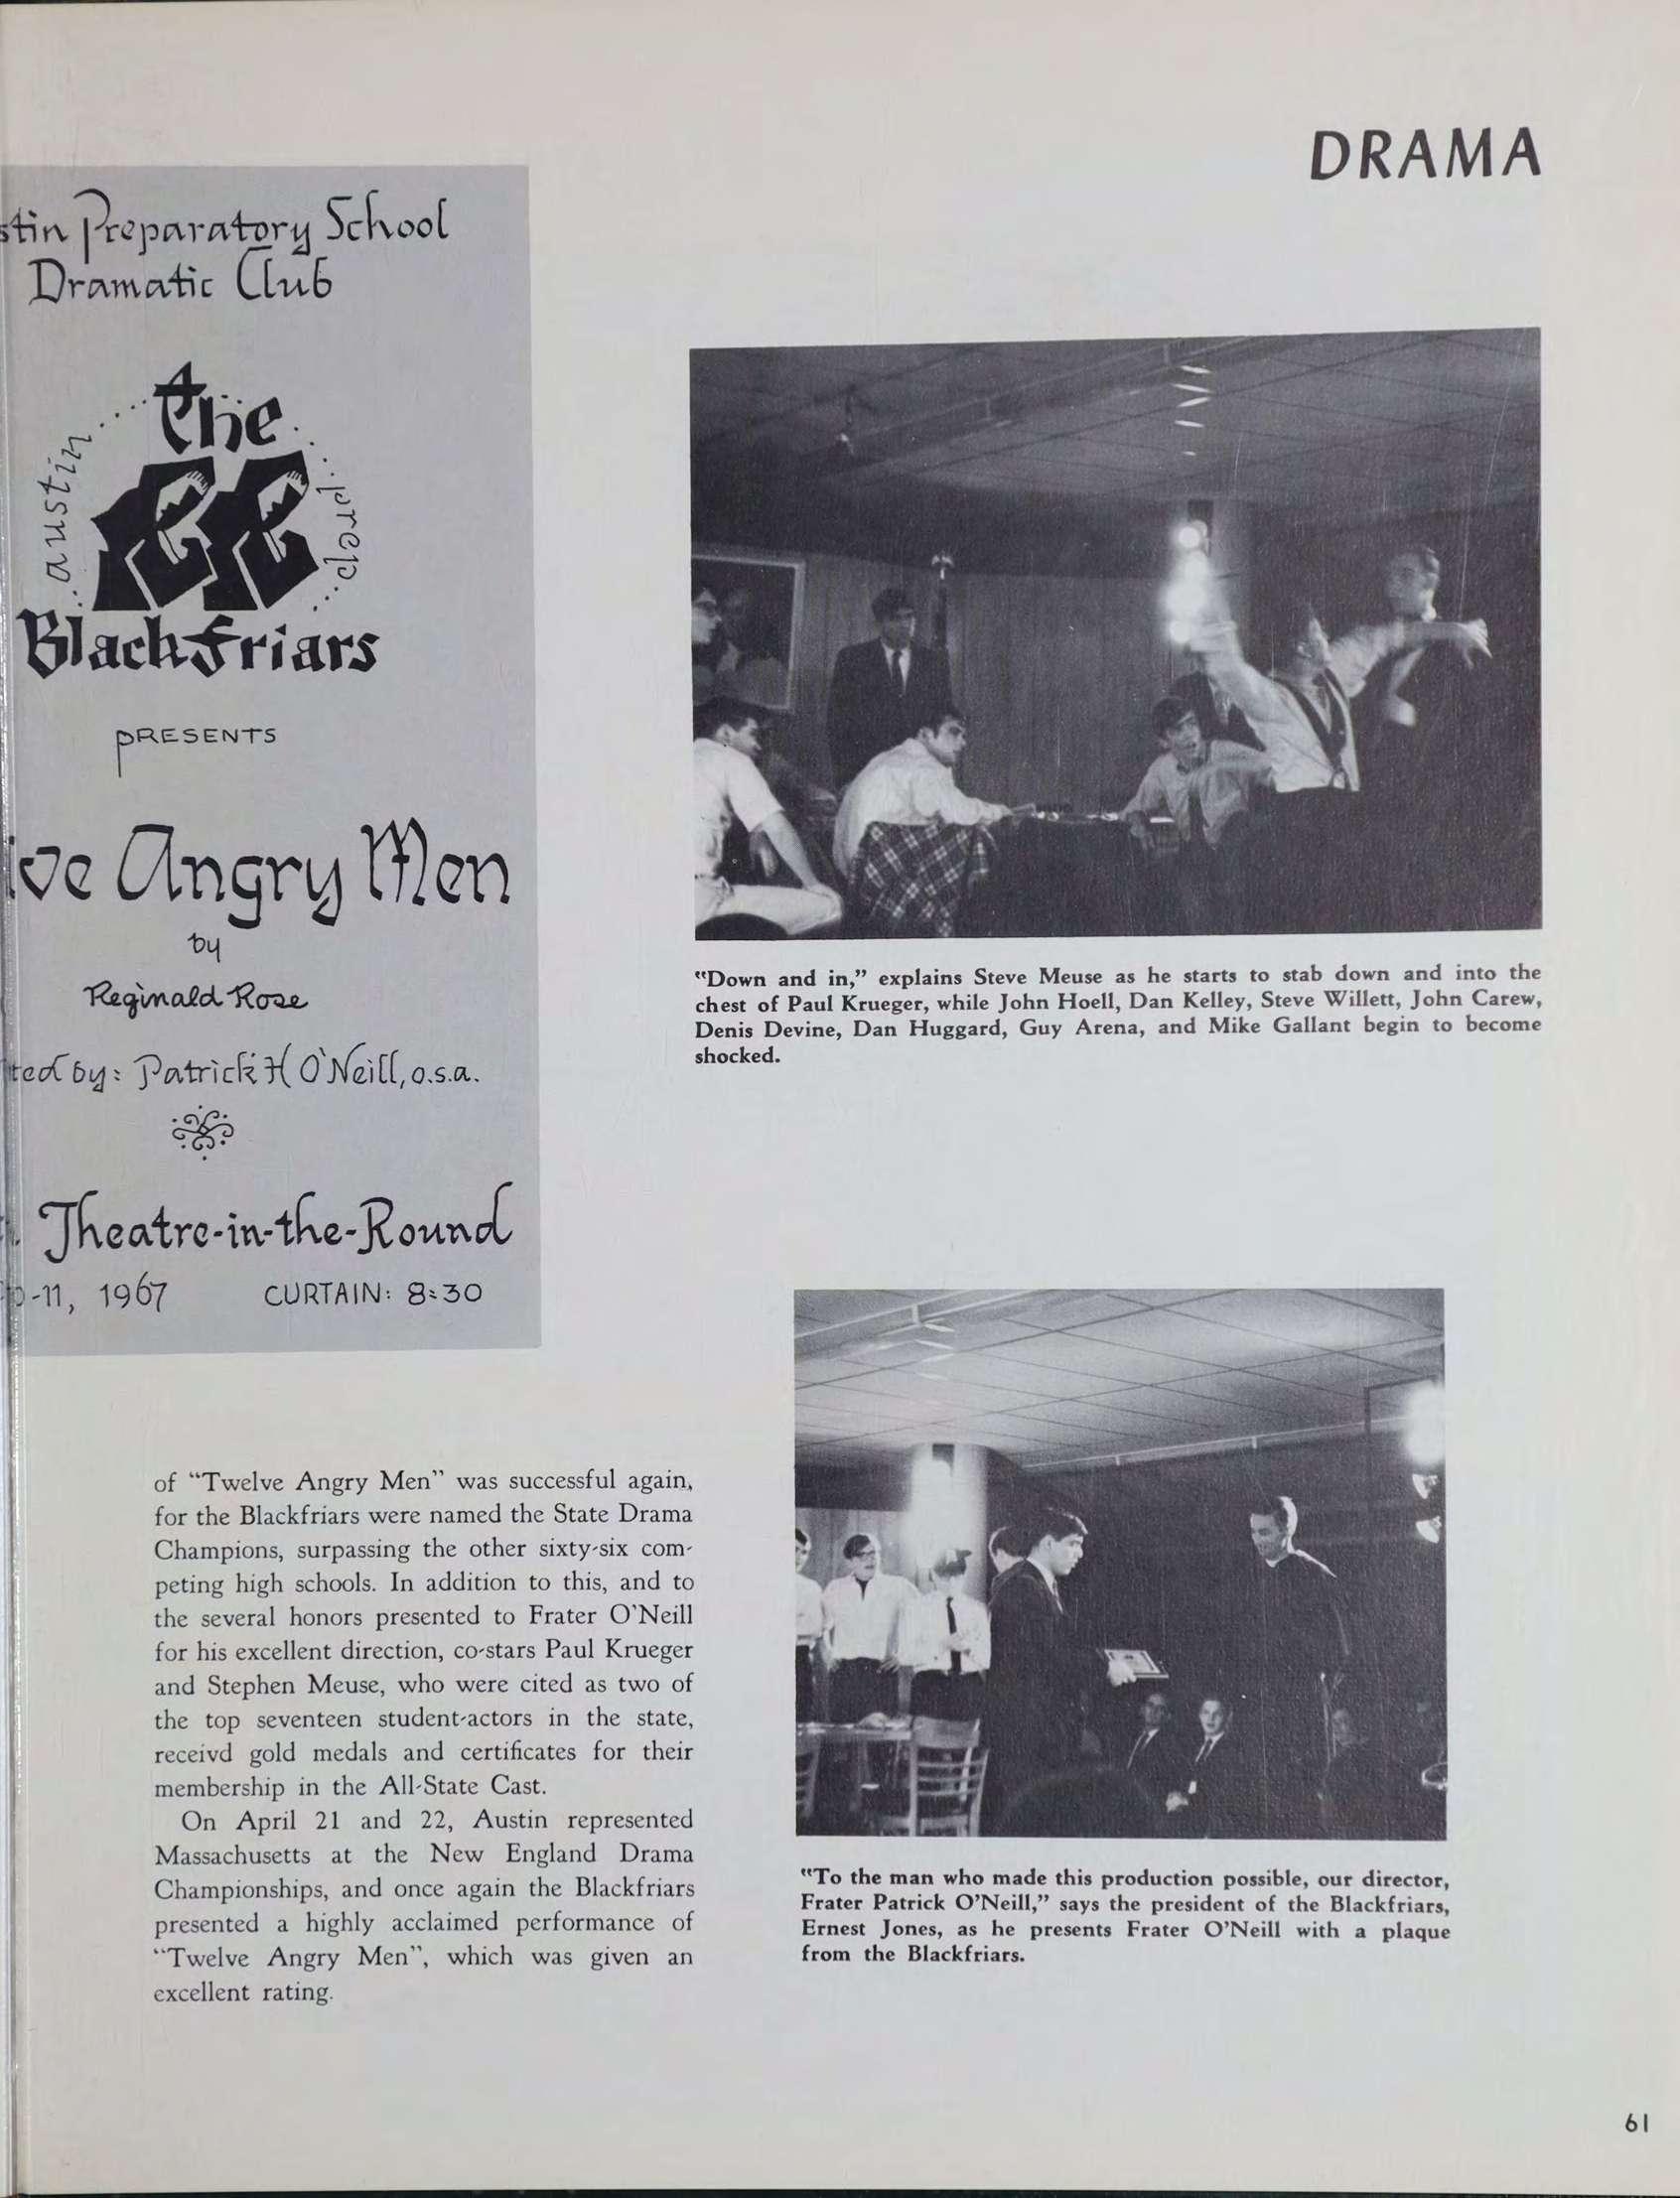 DRAMA
Preparatory School
Dramatic Club
austin
the
prep
Blackfriars
PRESENTS
Angry Men
by
Reginald Rose
by: Patrick H O'Neill, o.s.a.
Theatre-in-the-Round
-11, 1967 CURTAIN: 8:30
"Down and in," explains Steve Meuse as he starts to stab down and into the
chest of Paul Krueger, while John Hoell, Dan Kelley, Steve Willett, John Carew,
Denis Devine, Dan Huggard, Guy Arena, and Mike Gallant begin to become
shocked.
of "Twelve Angry Men" was successful again,
for the Blackfriars were named the State Drama
Champions, surpassing the other sixty-six com-
peting high schools. In addition to this, and to
the several honors presented to Frater O'Neill
for his excellent direction, co-stars Paul Krueger
and Stephen Meuse, who were cited as two of
the top seventeen student-actors in the state,
receivd gold medals and certificates for their
membership in the All-State Cast.
On April 21 and 22, Austin represented
Massachusetts at the New England Drama
Championships, and once again the Blackfriars
presented a highly acclaimed performance of
"Twelve Angry Men", which was given an
excellent rating.
"To the man who made this production possible, our director,
Frater Patrick O'Neill," says the president of the Blackfriars,
Ernest Jones, as he presents Frater O'Neill with a plaque
from the Blackfriars.
61